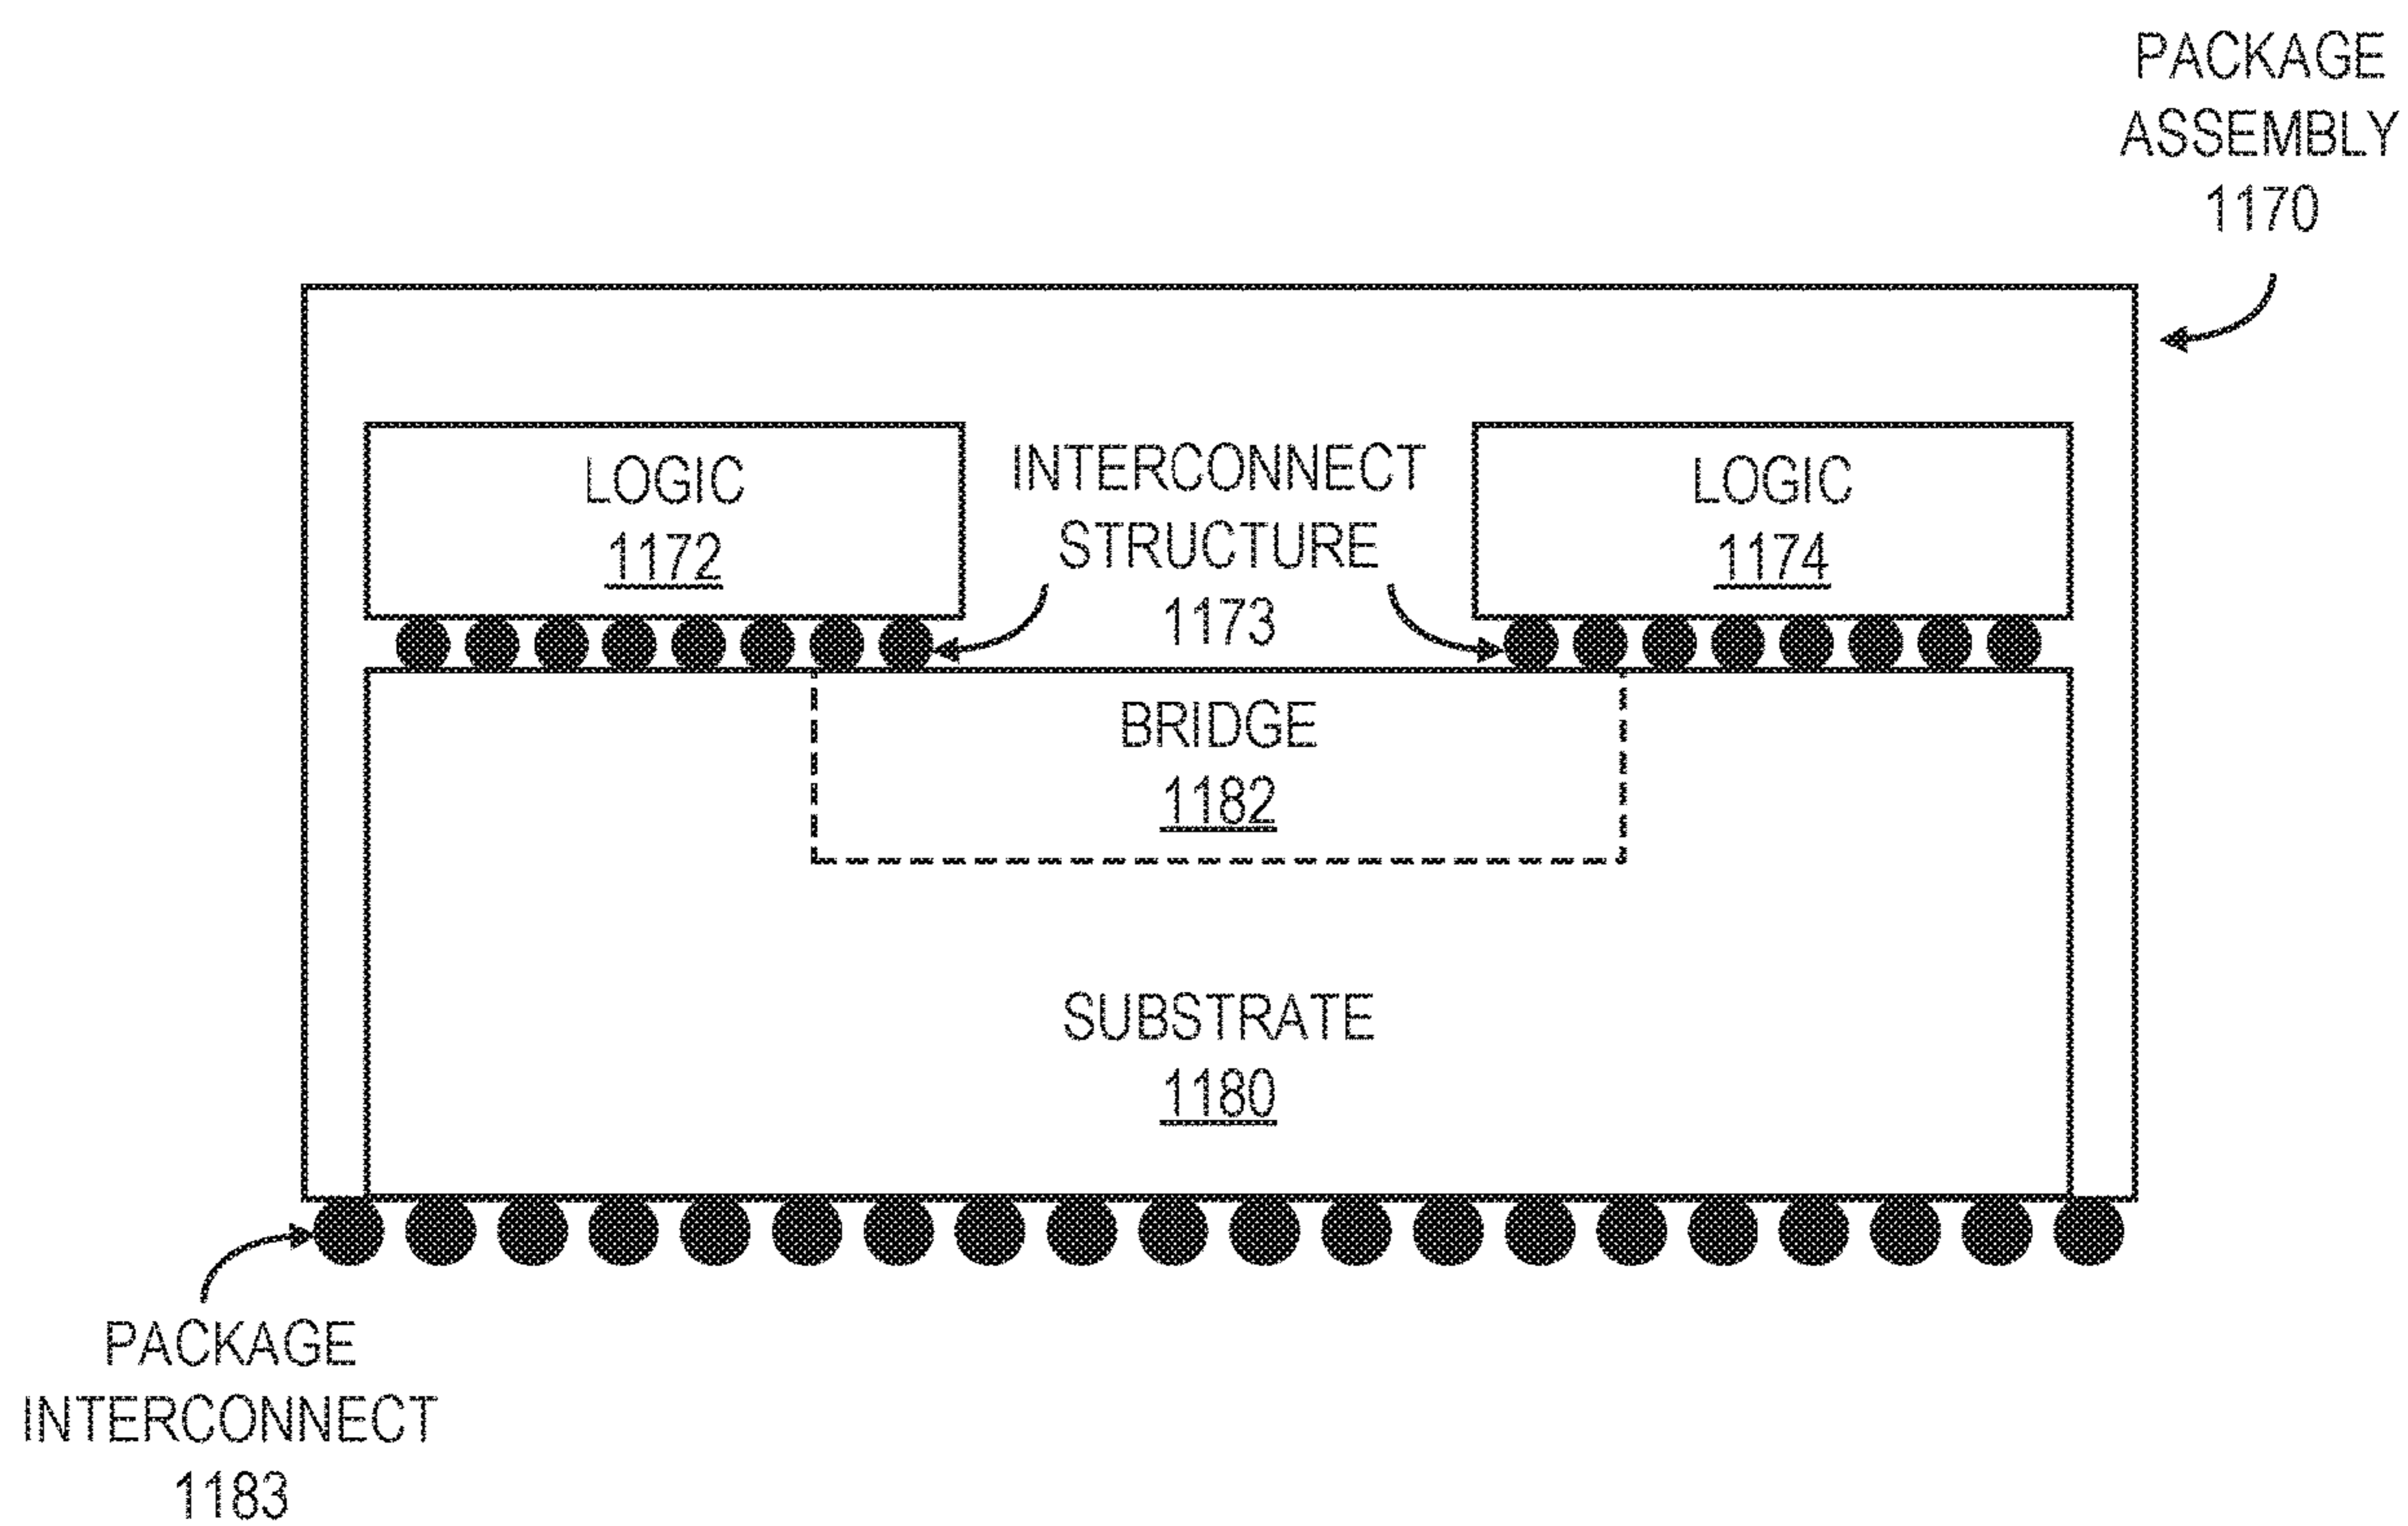 PACKAGE
ASSEMBLY
1170
LOGIC
1172
INTERCONNECT
STRUCTURE
1173
LOGIC
1174
BRIDGE
1182
SUBSTRATE
1180
PACKAGE
INTERCONNECT
1183